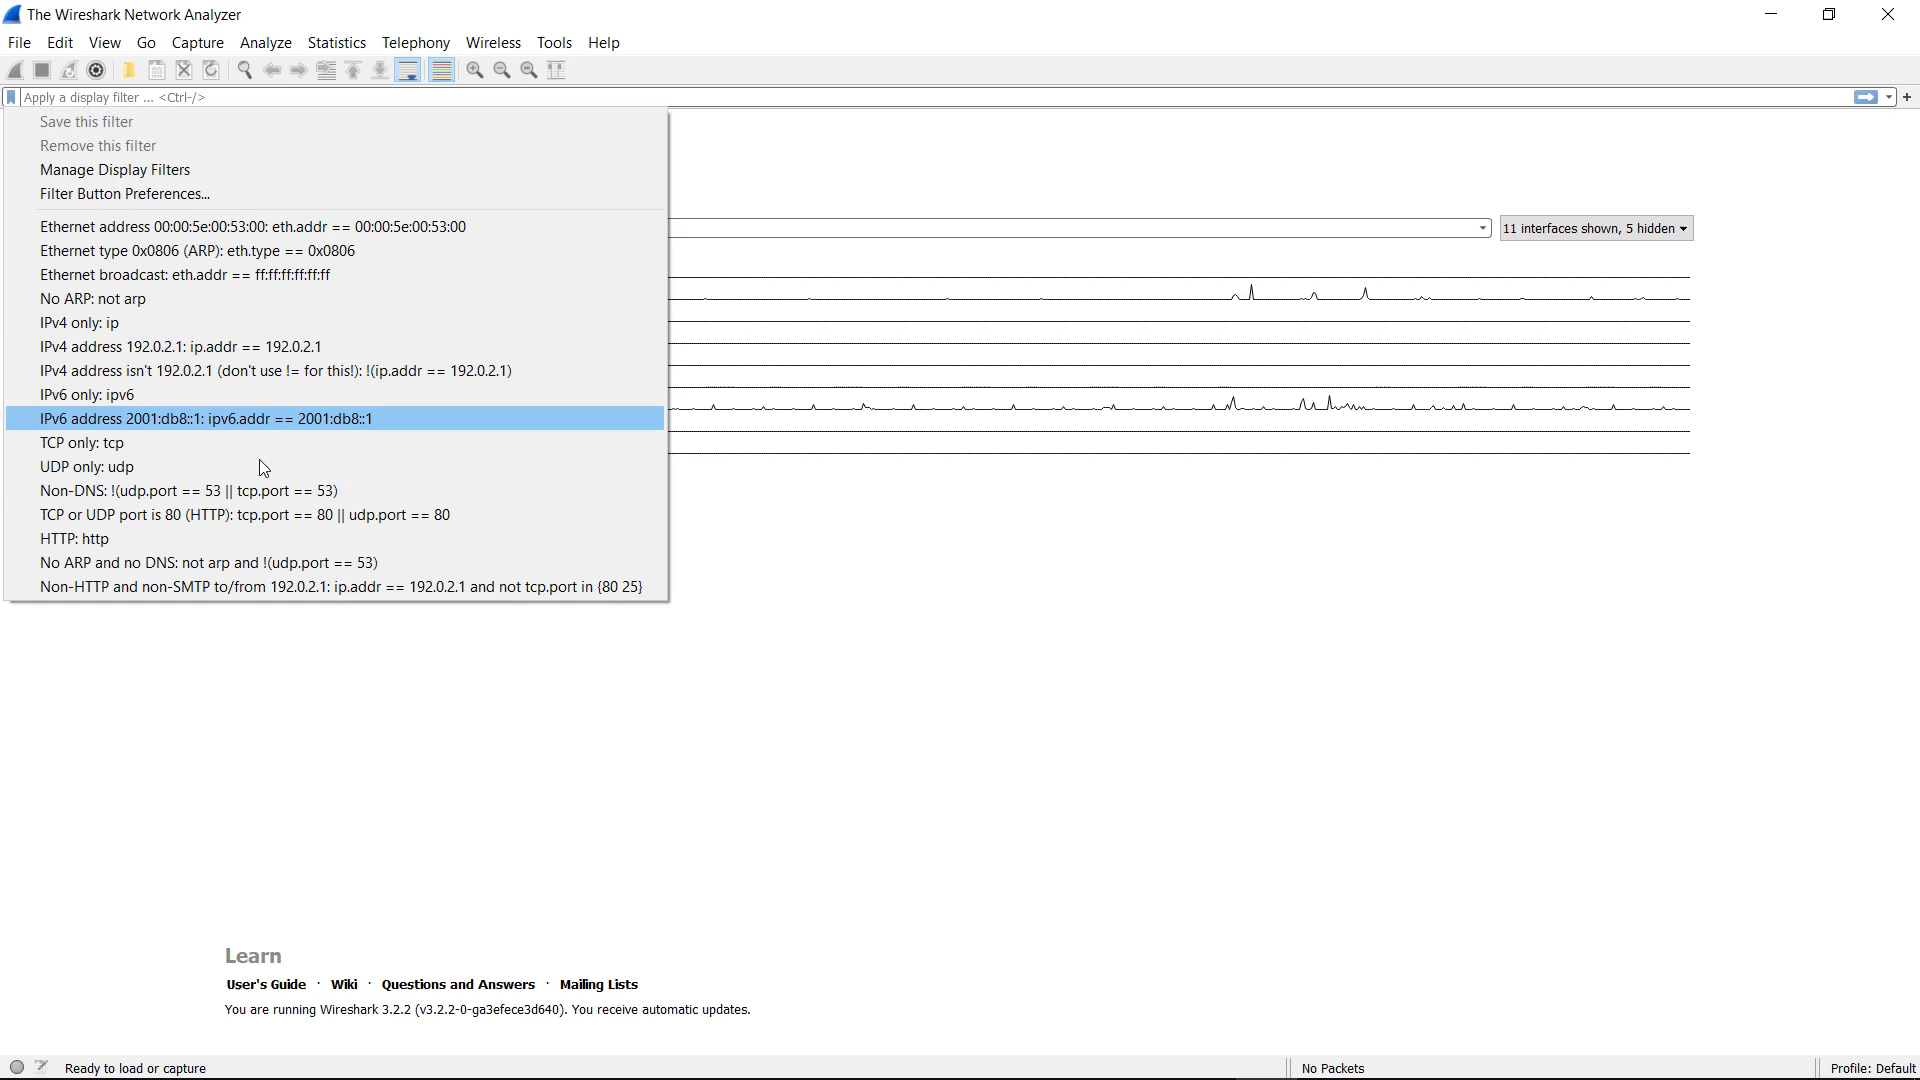 The Wireshark Network Analyzer
File Edit View Go Capture Analyze Statistics Telephony Wireless Tools Help
Apply a display filter ... <Ctrl-/>
+
Save this filter
Remove this filter
Manage Display Filters
Filter Button Preferences...
Ethernet address 00:00:5e:00:53:00: eth.addr == 00:00:5e:00:53:00
11 interfaces shown, 5 hidden
Ethernet type 0x0806 (ARP): eth.type == 0x0806
Ethernet broadcast: eth.addr == ff:ff:ff:ff:ff:ff
No ARP: not arp
IPv4 only: ip
IPv4 address 192.0.2.1: ip.addr == 192.0.2.1
IPv4 address isn't 192.0.2.1 (don't use != for this!): !(ip.addr == 192.0.2.1)
IPv6 only: ipv6
IPv6 address 2001:db8::1: ipv6.addr == 2001:db8::1
TCP only: tcp
UDP only: udp
Non-DNS: !(udp.port == 53 || tcp.port == 53)
TCP or UDP port is 80 (HTTP): tcp.port == 80 || udp.port == 80
HTTP: http
No ARP and no DNS: not arp and !(udp.port == 53)
Non-HTTP and non-SMTP to/from 192.0.2.1: ip.addr == 192.0.2.1 and not tcp.port in {80 25}
Learn
User's Guide · Wiki · Questions and Answers · Mailing Lists
You are running Wireshark 3.2.2 (v3.2.2-0-ga3efece3d640). You receive automatic updates.
Ready to load or capture
No Packets
Profile: Default